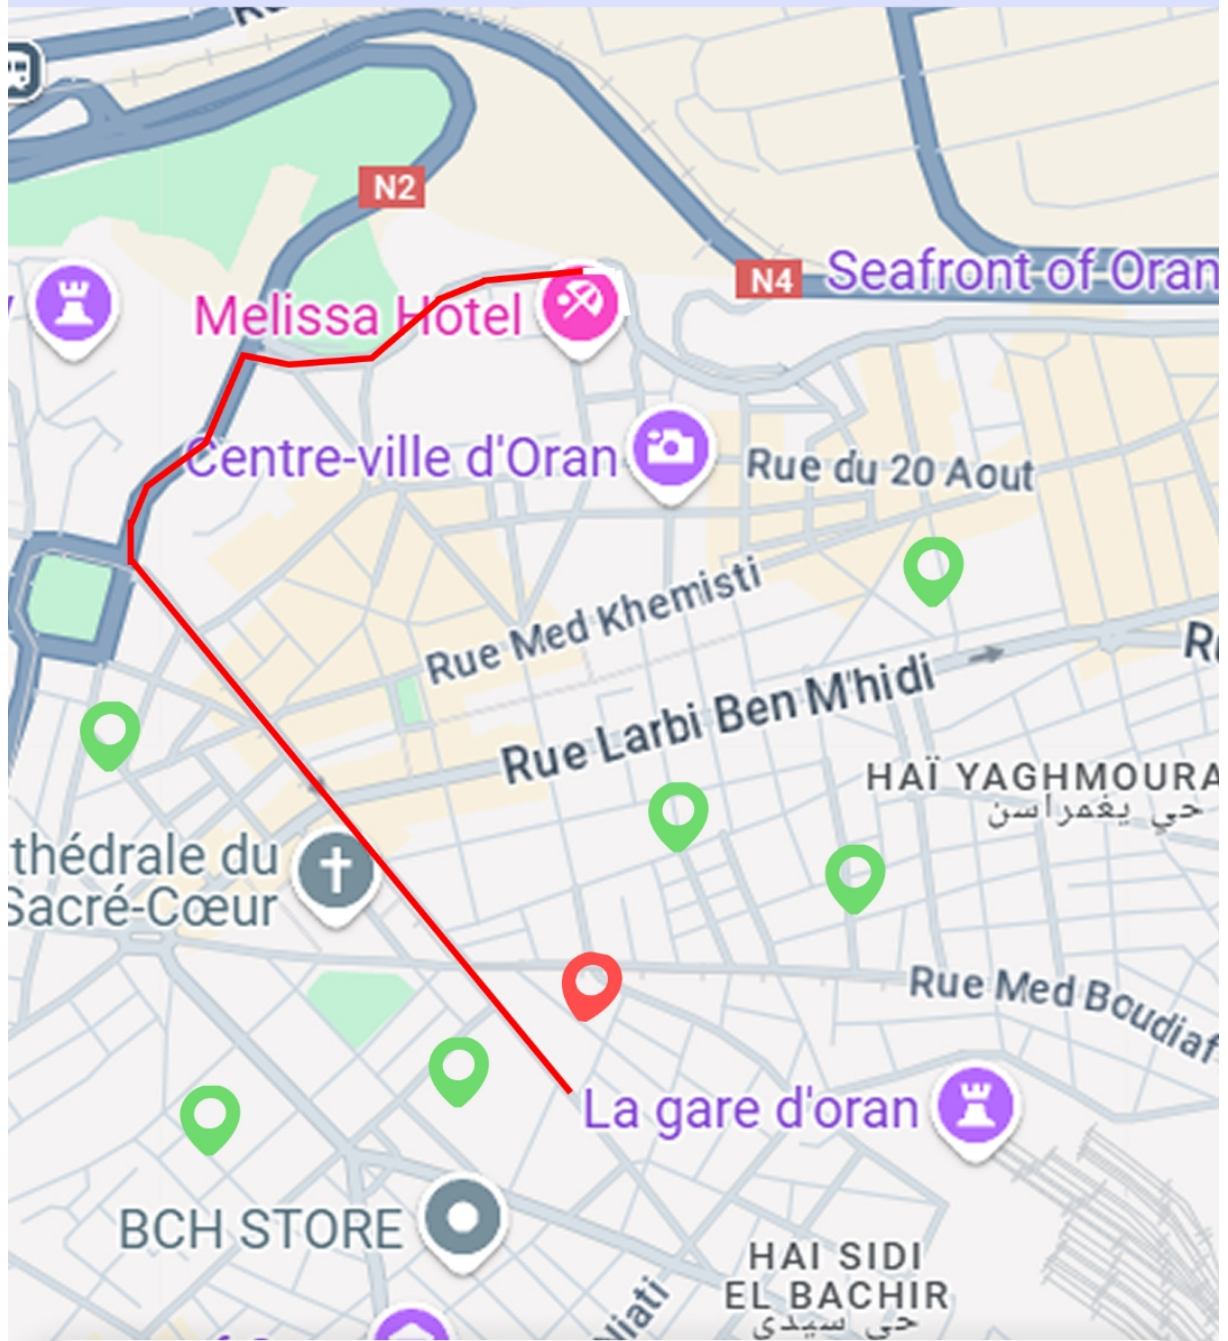 N2
N4
Seafront of Oran
Melissa Hotel
Centre-ville d'Oran
Rue du 20 Aout
Rue Med Khemisti
Rue Larbi Ben M'hidi
HAÏ YAGHMOURA
حي يغمراسن
thédrale du
Sacré-Cœur
Rue Med Boudiaf
La gare d'oran
BCH STORE
HAI SIDI
EL BACHIR
حي سيدي